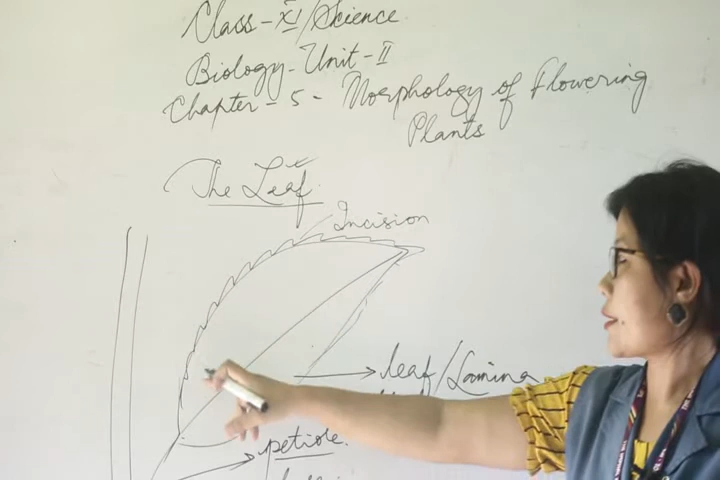 Class-XI/Science
Biology-Unit-II
Chapter-5-Morphology of Flowering
Plants
The Leaf
Incision
leaf/Lamina
petiole.